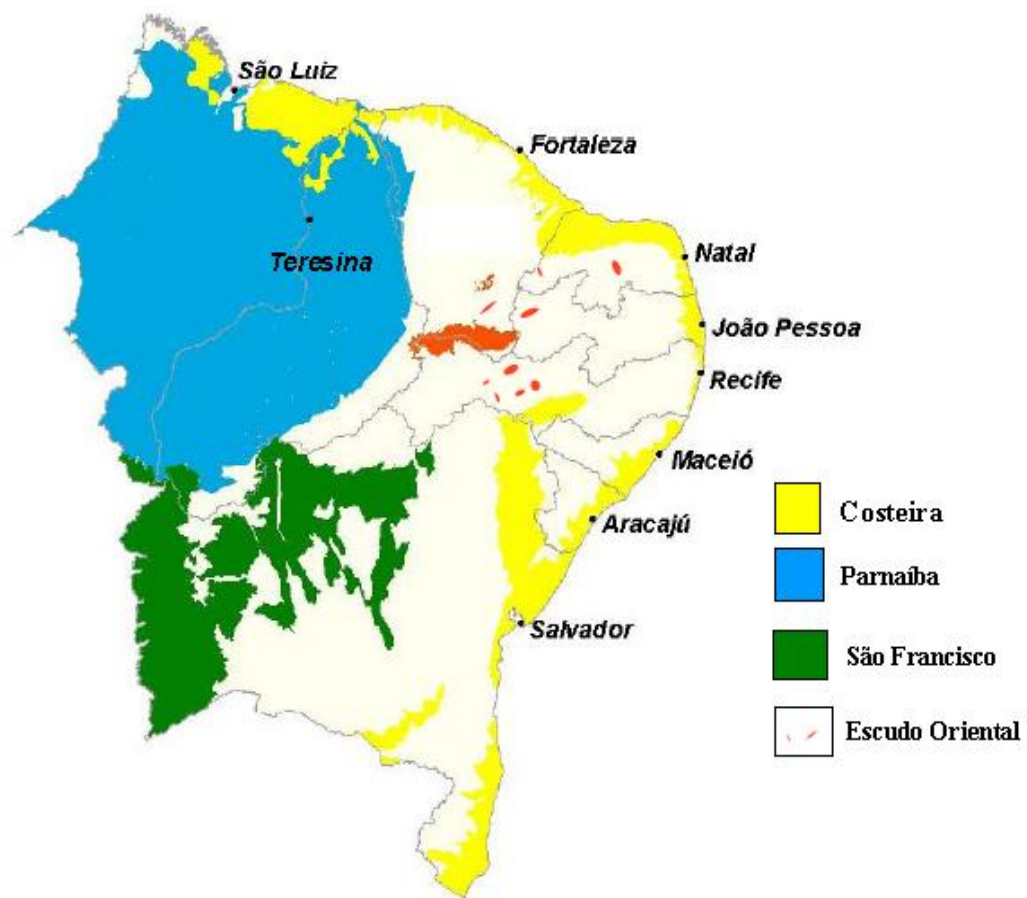 São Luiz
Fortaleza
Teresina
Natal
João Pessoa
Recife
Maceió
Aracajú
Salvador
Costeira
Parnaíba
São Francisco
Escudo Oriental